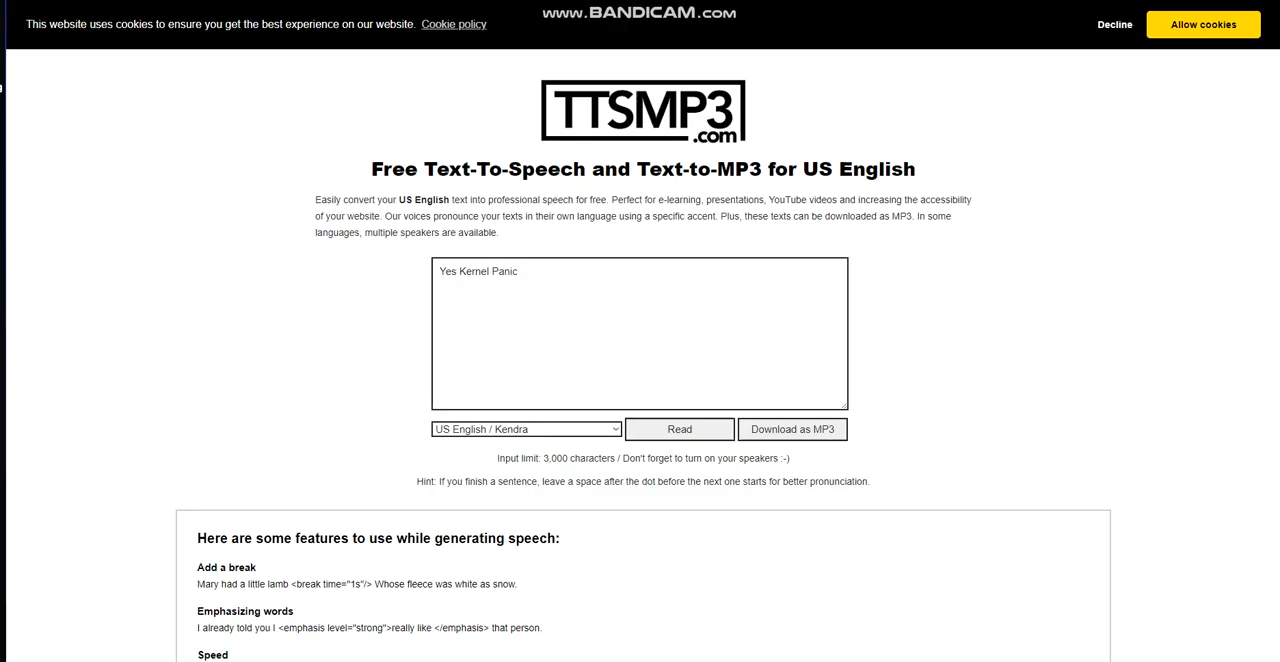 www.BANDICAM.com
This website uses cookies to ensure you get the best experience on our website. Cookie policy
Decline
Allow cookies
TTSMP3
.com
Free Text-To-Speech and Text-to-MP3 for US English
Easily convert your US English text into professional speech for free. Perfect for e-learning, presentations, YouTube videos and increasing the accessibility
of your website. Our voices pronounce your texts in their own language using a specific accent. Plus, these texts can be downloaded as MP3. In some
languages, multiple speakers are available.
Yes Kernel Panic
US English / Kendra
Read
Download as MP3
Input limit: 3,000 characters / Don't forget to turn on your speakers :-)
Hint: If you finish a sentence, leave a space after the dot before the next one starts for better pronunciation.
Here are some features to use while generating speech:
Add a break
Mary had a little lamb <break time="1s"/> Whose fleece was white as snow.
Emphasizing words
I already told you I <emphasis level="strong">really like </emphasis> that person.
Speed